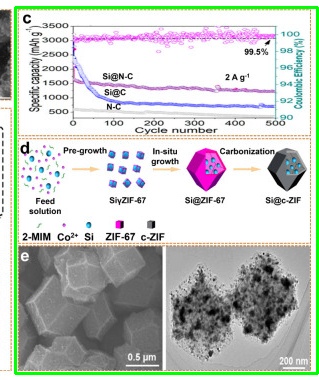 c
3500
3000
2500
2000
1500
1000
500
0
Specific capacity (mAh g⁻¹)
100
98
96
94
92
90
Coulombic Efficiency (%)
99.5%
Si@N-C
2 A g⁻¹
Si@C
N-C
0 100 200 300 400 500
Cycle number
d
Pre-growth
In-situ growth
Carbonization
Feed solution
SiγZIF-67
Si@ZIF-67
Si@c-ZIF
2-MIM Co²⁺ Si ZIF-67 c-ZIF
e
0.5 μm
200 nm